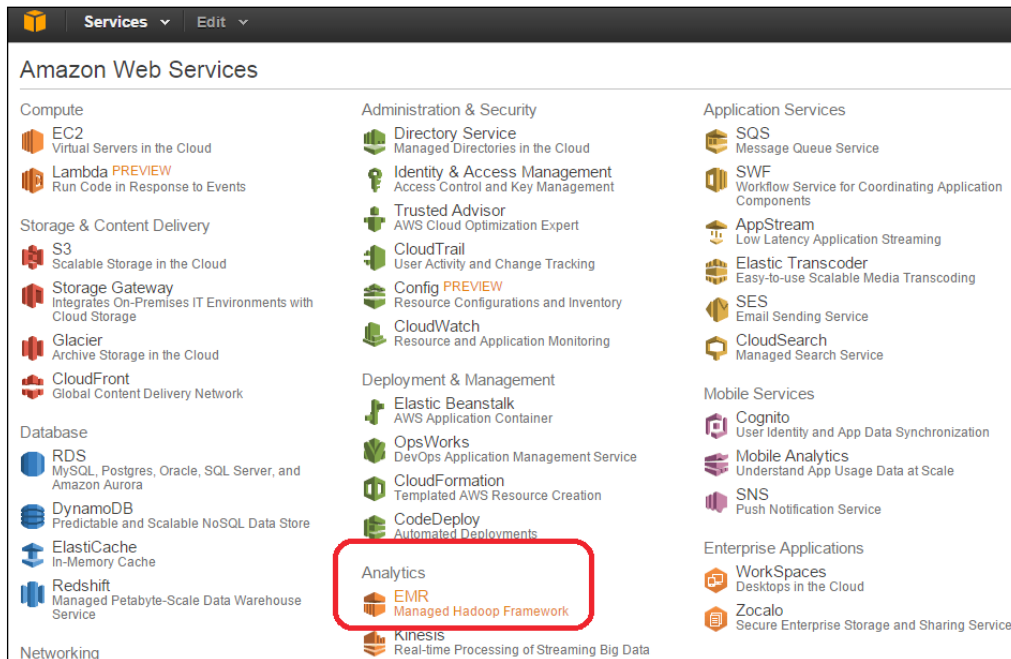 Services Edit
Amazon Web Services
Compute
EC2
Virtual Servers in the Cloud
Lambda PREVIEW
Run Code in Response to Events
Storage & Content Delivery
S3
Scalable Storage in the Cloud
Storage Gateway
Integrates On-Premises IT Environments with
Cloud Storage
Glacier
Archive Storage in the Cloud
CloudFront
Global Content Delivery Network
Database
RDS
MySQL, Postgres, Oracle, SQL Server, and
Amazon Aurora
DynamoDB
Predictable and Scalable NoSQL Data Store
ElastiCache
In-Memory Cache
Redshift
Managed Petabyte-Scale Data Warehouse
Service
Networking
Administration & Security
Directory Service
Managed Directories in the Cloud
Identity & Access Management
Access Control and Key Management
Trusted Advisor
AWS Cloud Optimization Expert
CloudTrail
User Activity and Change Tracking
Config PREVIEW
Resource Configurations and Inventory
CloudWatch
Resource and Application Monitoring
Deployment & Management
Elastic Beanstalk
AWS Application Container
OpsWorks
DevOps Application Management Service
CloudFormation
Templated AWS Resource Creation
CodeDeploy
Automated Deployments
Analytics
EMR
Managed Hadoop Framework
Kinesis
Real-time Processing of Streaming Big Data
Application Services
SQS
Message Queue Service
SWF
Workflow Service for Coordinating Application
Components
AppStream
Low Latency Application Streaming
Elastic Transcoder
Easy-to-use Scalable Media Transcoding
SES
Email Sending Service
CloudSearch
Managed Search Service
Mobile Services
Cognito
User Identity and App Data Synchronization
Mobile Analytics
Understand App Usage Data at Scale
SNS
Push Notification Service
Enterprise Applications
WorkSpaces
Desktops in the Cloud
Zocalo
Secure Enterprise Storage and Sharing Service